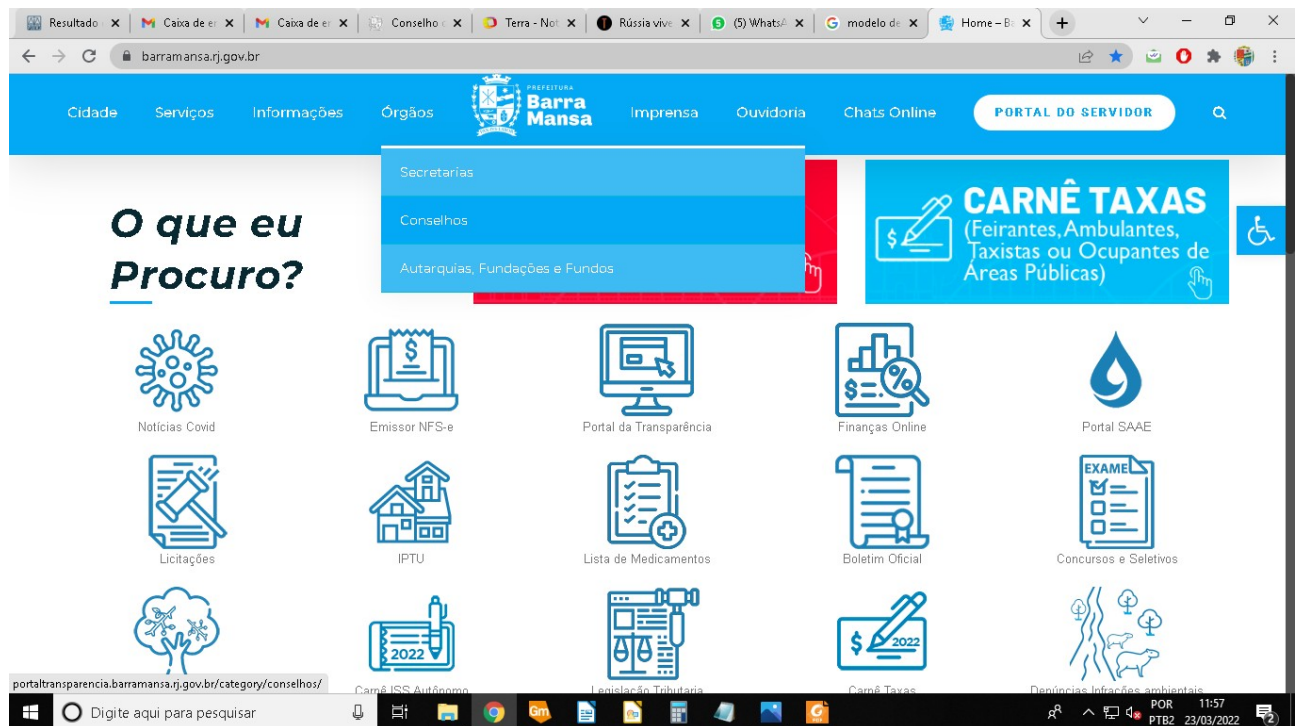 Resultado
Caixa de er
Caixa de er
Conselho c
Terra - Not
Rússia vive
(5) WhatsA
modelo de
Home – Ba
barramansa.rj.gov.br
Cidade
Serviços
Informações
Órgãos
PREFEITURA
Barra
Mansa
Imprensa
Ouvidoria
Chats Online
PORTAL DO SERVIDOR
Secretarias
Conselhos
Autarquias, Fundações e Fundos
O que eu
Procuro?
$
CARNÊ TAXAS
(Feirantes, Ambulantes,
Taxistas ou Ocupantes de
Áreas Públicas)
$
$=
%
EXAME
Notícias Covid
Emissor NFS-e
Portal da Transparência
Finanças Online
Portal SAAE
Licitações
IPTU
Lista de Medicamentos
Boletim Oficial
Concursos e Seletivos
2022
$
2022
portaltransparencia.barramansa.rj.gov.br/category/conselhos/
Carnê ISS Autônomo
Legislação Tributaria
Carnê Taxas
Denúncias Infrações ambientais
Digite aqui para pesquisar
Gm
POR
PTB2
11:57
23/03/2022
2